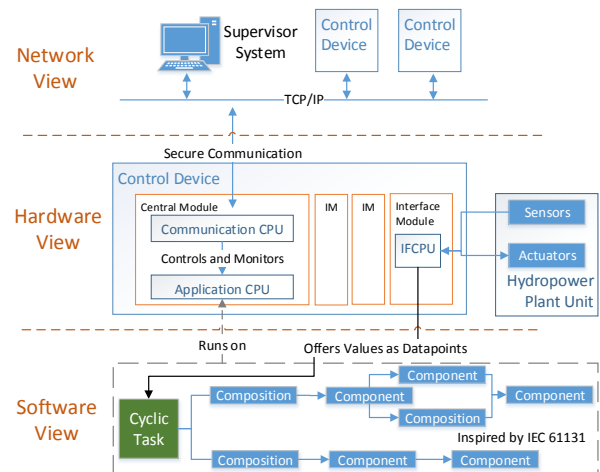 Network
View
Supervisor
System
Control
Device
Control
Device
TCP/IP
Secure Communication
Hardware
View
Control Device
Central Module
Communication CPU
Controls and Monitors
Application CPU
IM
IM
Interface
Module
IFCPU
Sensors
Actuators
Hydropower
Plant Unit
Runs on
Offers Values as Datapoints
Software
View
Cyclic
Task
Composition
Component
Component
Composition
Component
Inspired by IEC 61131
Composition
Component
Component